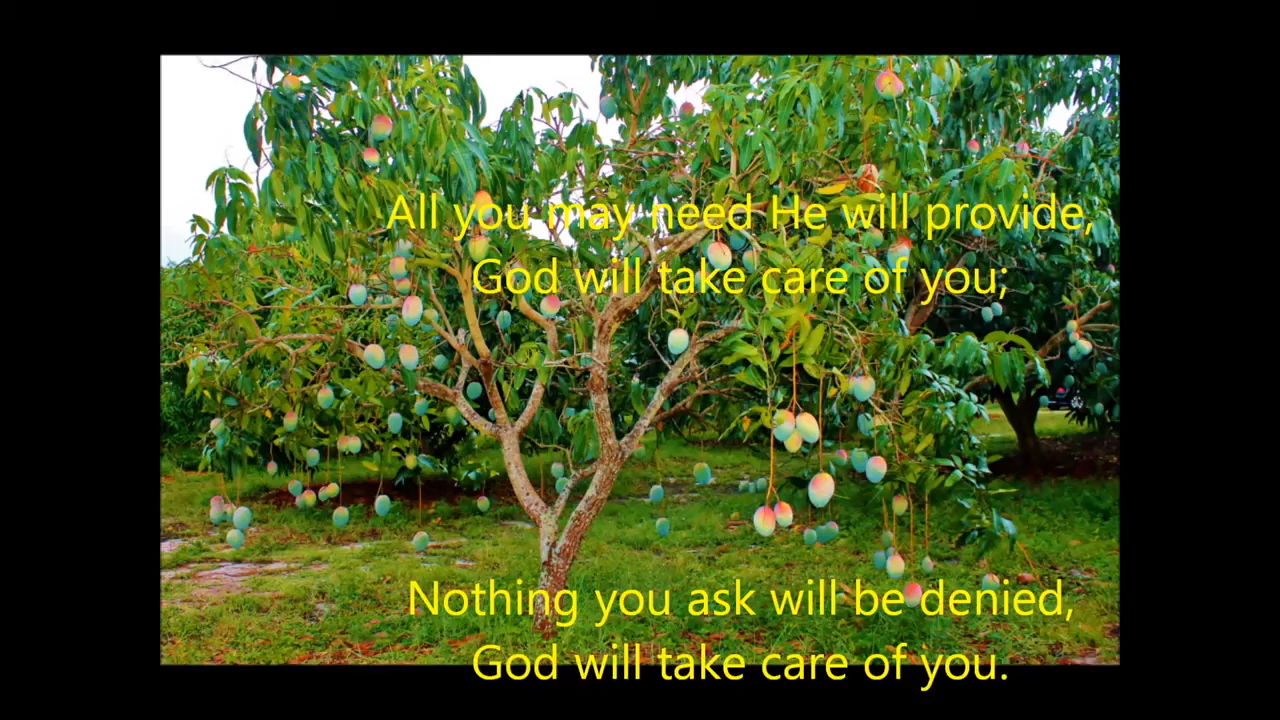 All you may need He will provide,
God will take care of you;
Nothing you ask will be denied,
God will take care of you.